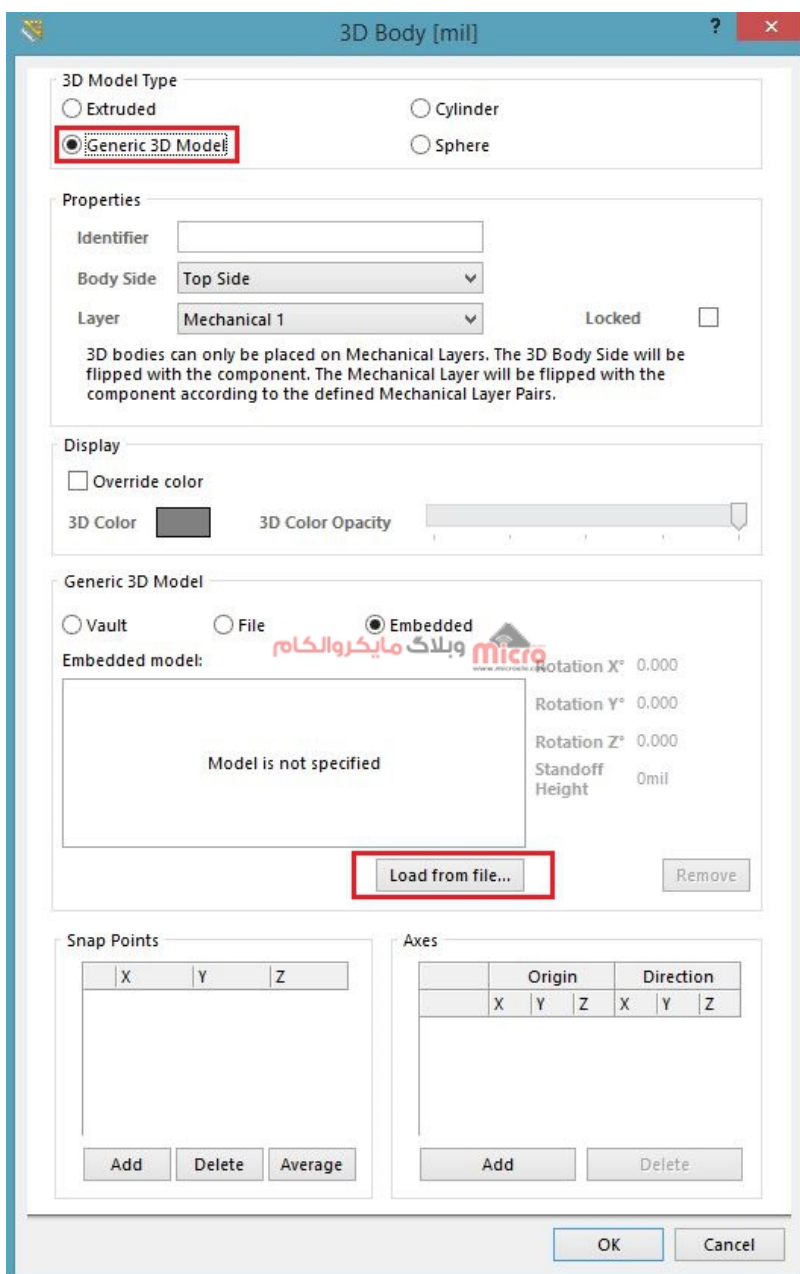 3D Body [mil]
? ×
3D Model Type
Extruded Cylinder
Generic 3D Model Sphere
Properties
Identifier
Body Side Top Side
Layer Mechanical 1 Locked
3D bodies can only be placed on Mechanical Layers. The 3D Body Side will be
flipped with the component. The Mechanical Layer will be flipped with the
component according to the defined Mechanical Layer Pairs.
Display
Override color
3D Color 3D Color Opacity
Generic 3D Model
Vault File Embedded
وبلاگ مایکروالکام Micro
Embedded model:
Rotation X° 0.000
Rotation Y° 0.000
Model is not specified
Rotation Z° 0.000
Standoff
Height 0mil
Load from file... Remove
Snap Points Axes
X Y Z
Origin Direction
X Y Z X Y Z
Add Delete Average Add Delete
OK Cancel